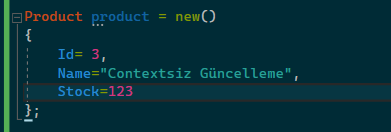 Product product = new()
{
Id= 3,
Name="Contextsiz Güncelleme",
Stock=123
};